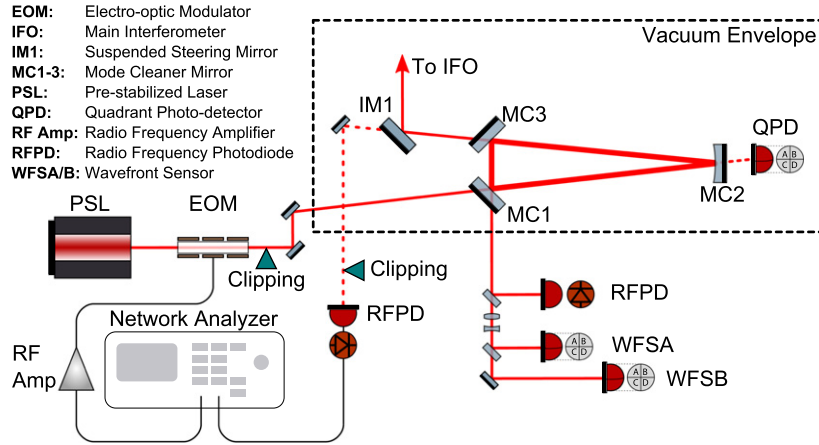 EOM: Electro-optic Modulator
IFO: Main Interferometer
IM1: Suspended Steering Mirror
MC1-3: Mode Cleaner Mirror
PSL: Pre-stabilized Laser
QPD: Quadrant Photo-detector
RF Amp: Radio Frequency Amplifier
RFPD: Radio Frequency Photodiode
WFSA/B: Wavefront Sensor
Vacuum Envelope
To IFO
IM1
MC3
QPD
A B
C D
MC2
MC1
PSL
EOM
Clipping
Clipping
RFPD
RFPD
Network Analyzer
WFSA
A B
C D
RF
Amp
WFSB
A B
C D